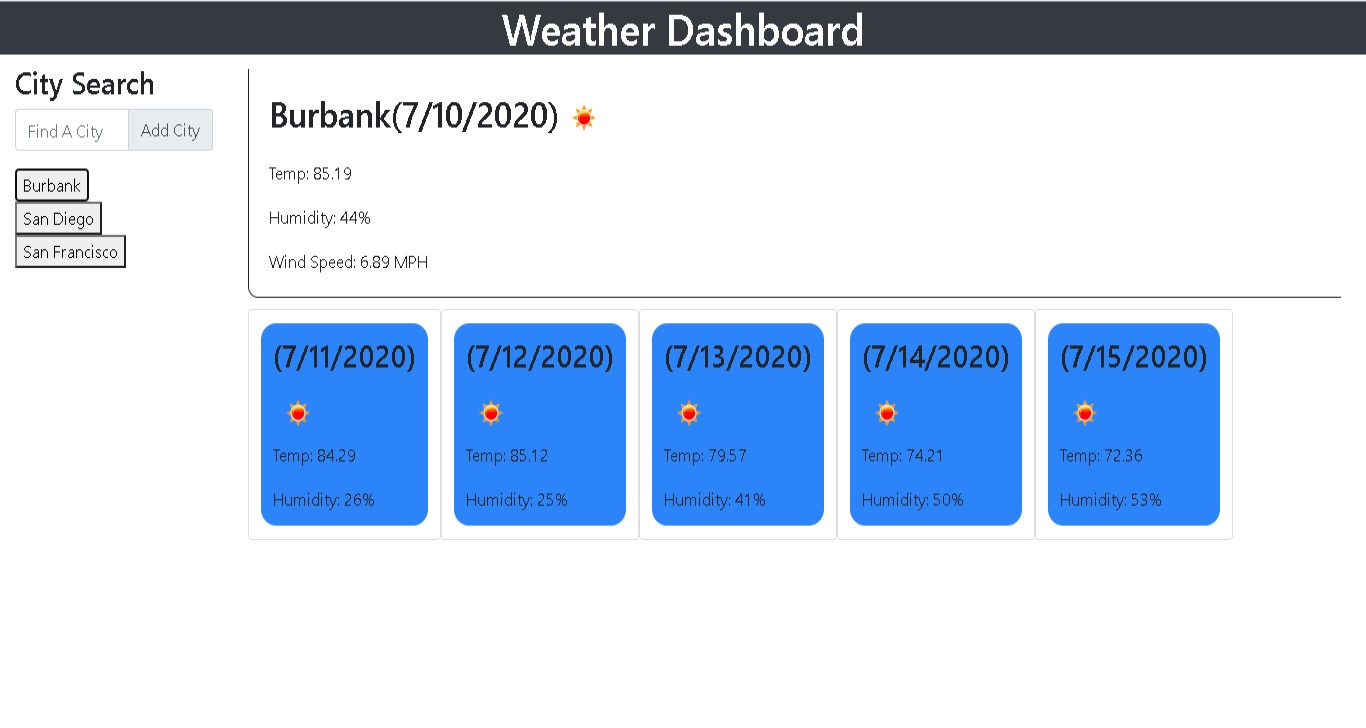 Weather Dashboard
City Search
Find A City
Add City
Burbank
San Diego
San Francisco
Burbank(7/10/2020)
Temp: 85.19
Humidity: 44%
Wind Speed: 6.89 MPH
(7/11/2020)
Temp: 84.29
Humidity: 26%
(7/12/2020)
Temp: 85.12
Humidity: 25%
(7/13/2020)
Temp: 79.57
Humidity: 41%
(7/14/2020)
Temp: 74.21
Humidity: 50%
(7/15/2020)
Temp: 72.36
Humidity: 53%